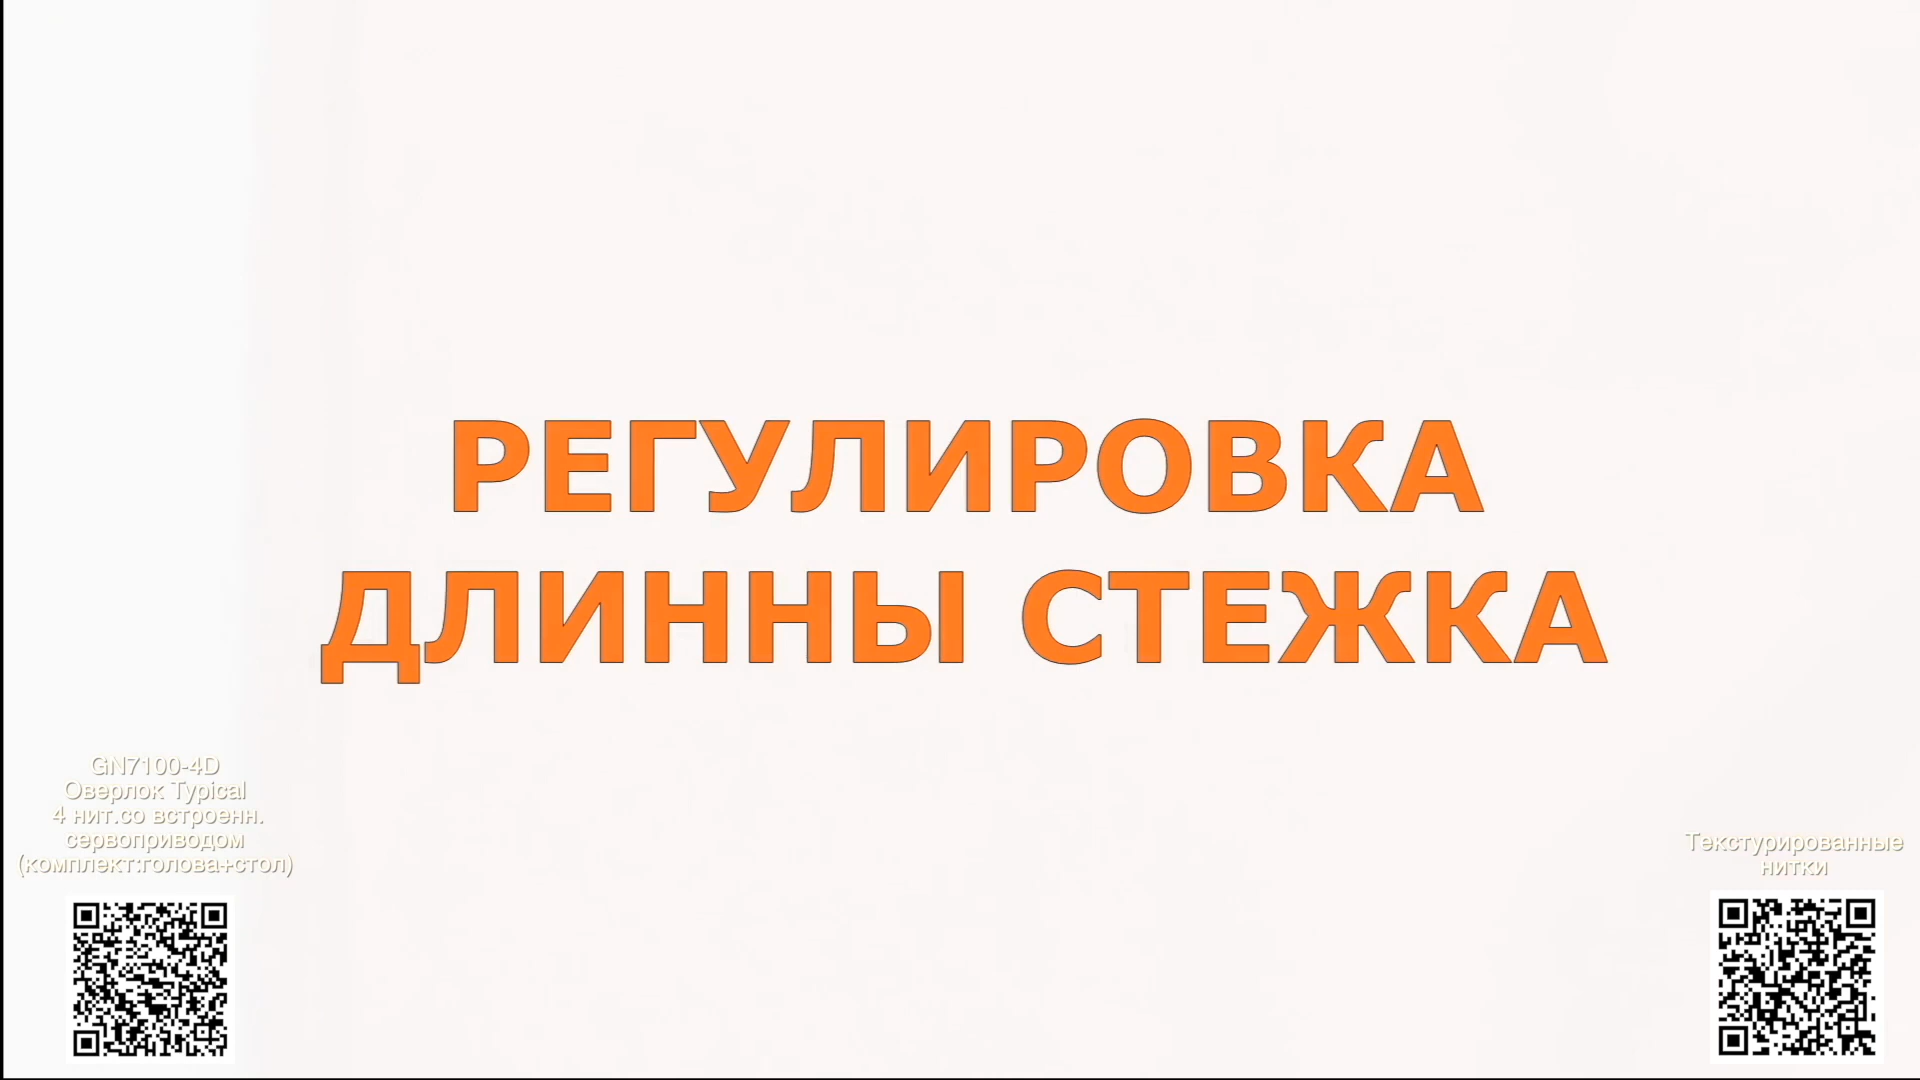 РЕГУЛИРОВКА
ДЛИННЫ СТЕЖКА
GN7100-4D
Оверлок Typical
4 нит.со встроенн.
сервоприводом
(комплект:голова+стол)
Текстурированные
нитки